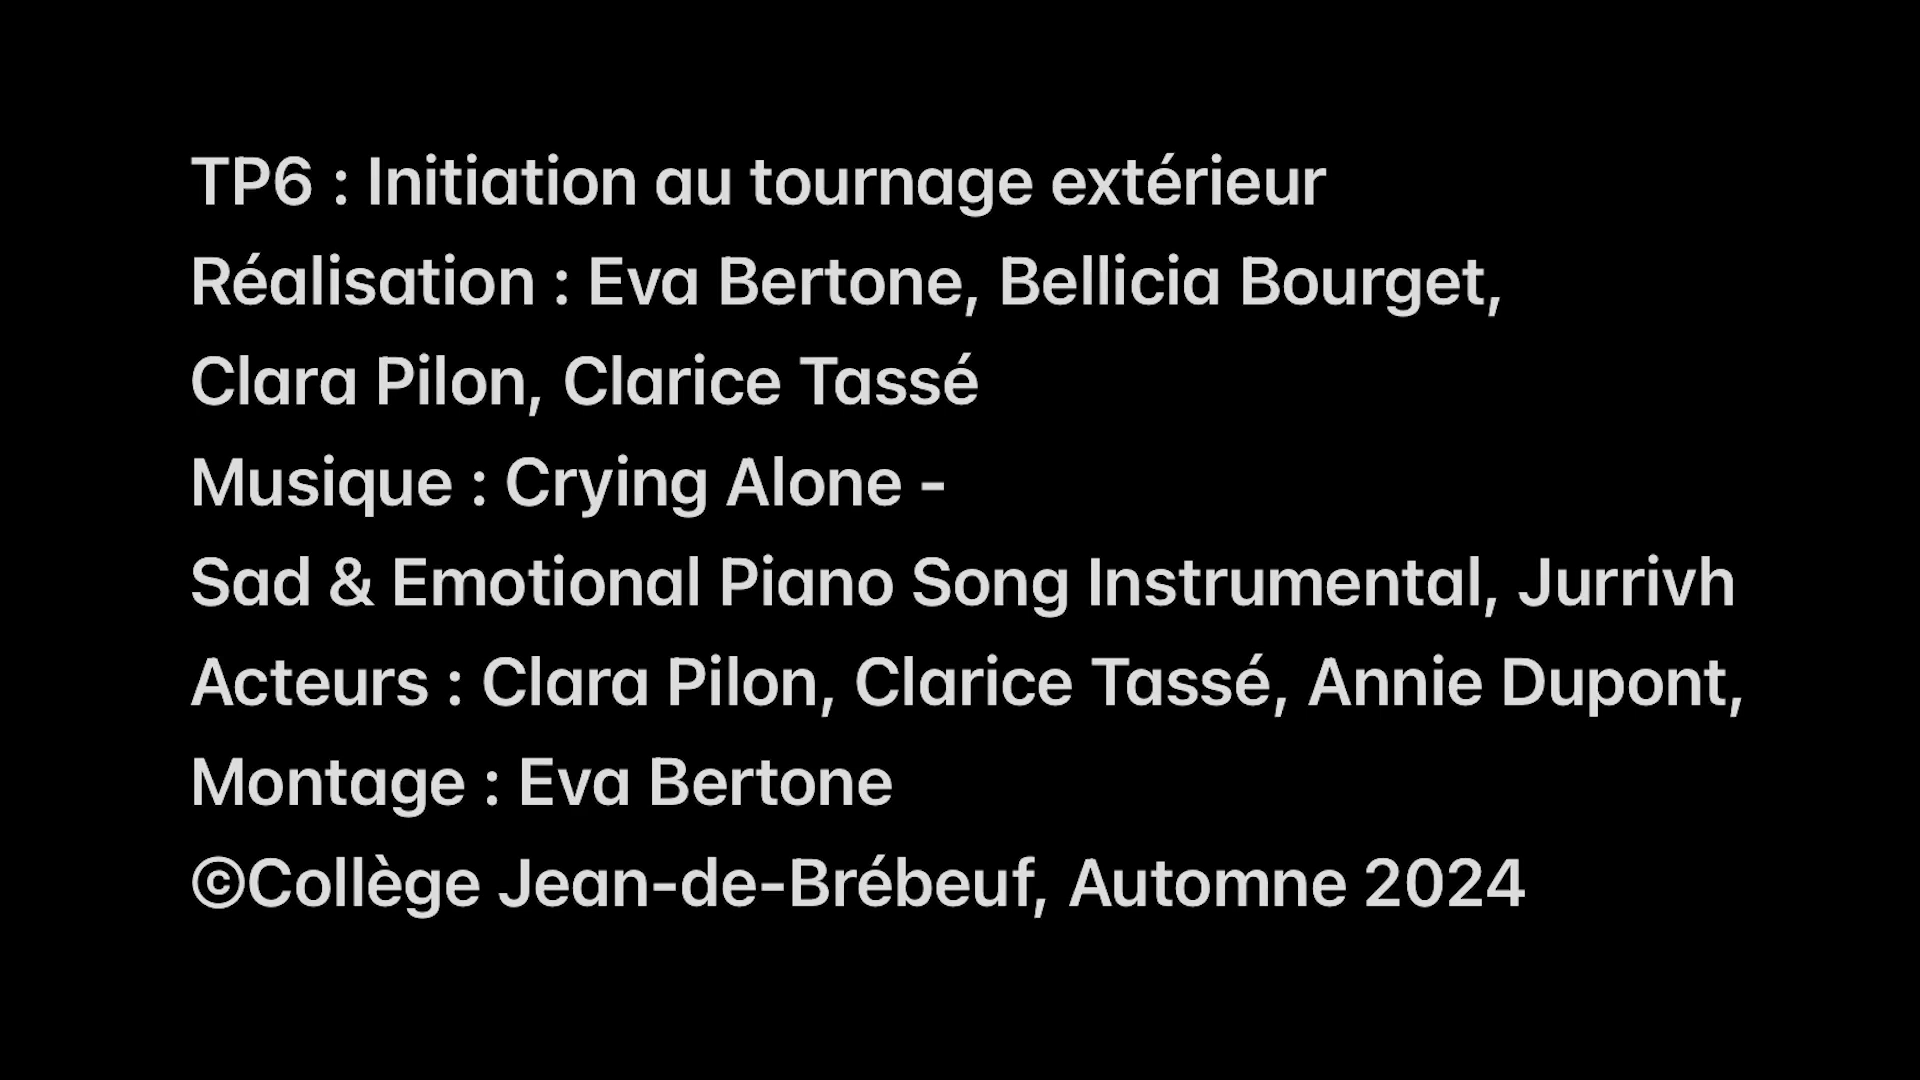 TP6 : Initiation au tournage extérieur
Réalisation : Eva Bertone, Bellicia Bourget,
Clara Pilon, Clarice Tassé
Musique : Crying Alone -
Sad & Emotional Piano Song Instrumental, Jurrivh
Acteurs : Clara Pilon, Clarice Tassé, Annie Dupont,
Montage : Eva Bertone
©Collège Jean-de-Brébeuf, Automne 2024